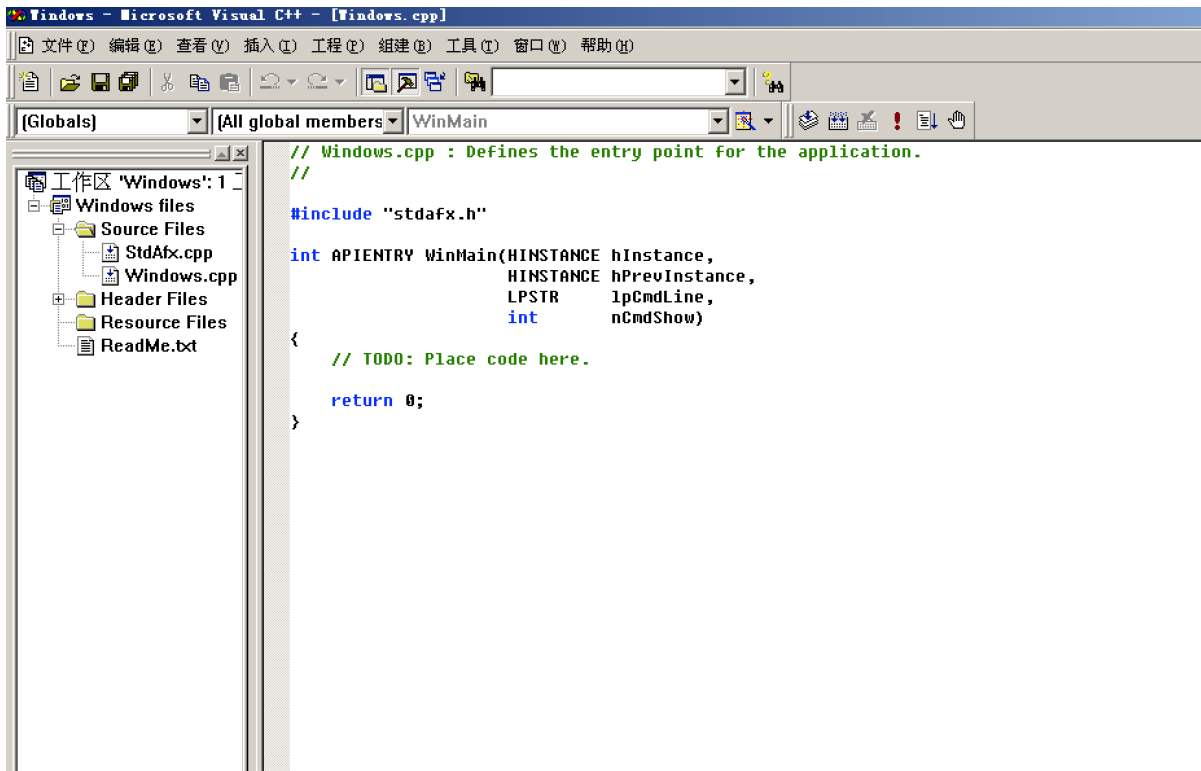 Windows - Microsoft Visual C++ - [Windows.cpp]
文件(F) 编辑(E) 查看(V) 插入(I) 工程(P) 组建(B) 工具(T) 窗口(W) 帮助(H)
(Globals) (All global members WinMain
工作区 'Windows': 1
Windows files
Source Files
StdAfx.cpp
Windows.cpp
Header Files
Resource Files
ReadMe.txt
// Windows.cpp : Defines the entry point for the application.
//
#include "stdafx.h"
int APIENTRY WinMain(HINSTANCE hInstance,
HINSTANCE hPrevInstance,
LPSTR lpCmdLine,
int nCmdShow)
{
// TODO: Place code here.
return 0;
}